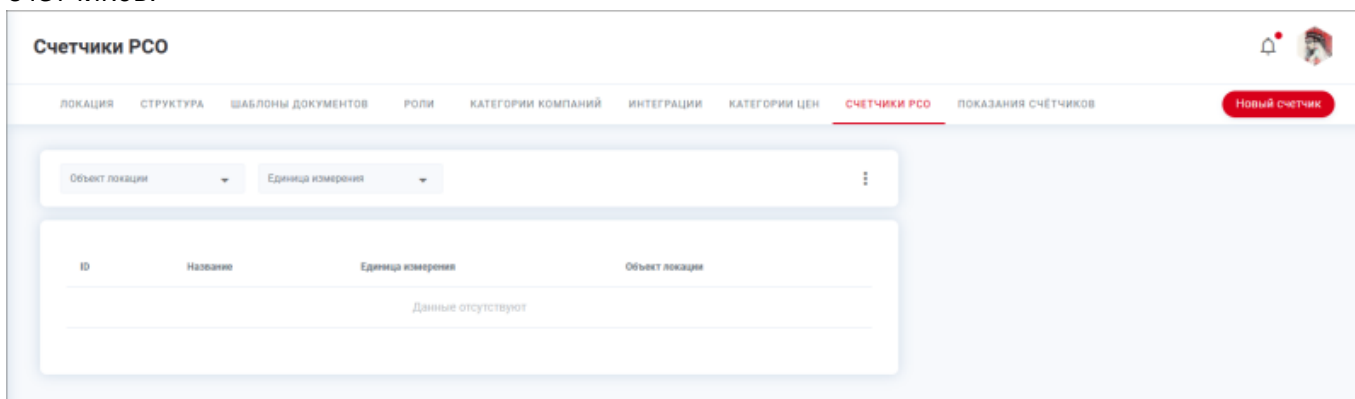 Счетчики РСО
ЛОКАЦИЯ СТРУКТУРА ШАБЛОНЫ ДОКУМЕНТОВ РОЛИ КАТЕГОРИИ КОМПАНИЙ ИНТЕГРАЦИИ КАТЕГОРИИ ЦЕН СЧЕТЧИКИ РСО ПОКАЗАНИЯ СЧЁТЧИКОВ Новый счетчик
Объект локации Единица измерения
ID Название Единица измерения Объект локации
Данные отсутствуют